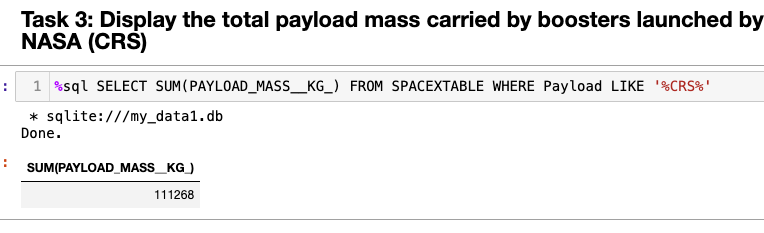 Task 3: Display the total payload mass carried by boosters launched by
NASA (CRS)
: 1 %sql SELECT SUM(PAYLOAD_MASS__KG_) FROM SPACEXTABLE WHERE Payload LIKE '%CRS%'
* sqlite:///my_data1.db
Done.
:
SUM(PAYLOAD_MASS__KG_)
111268